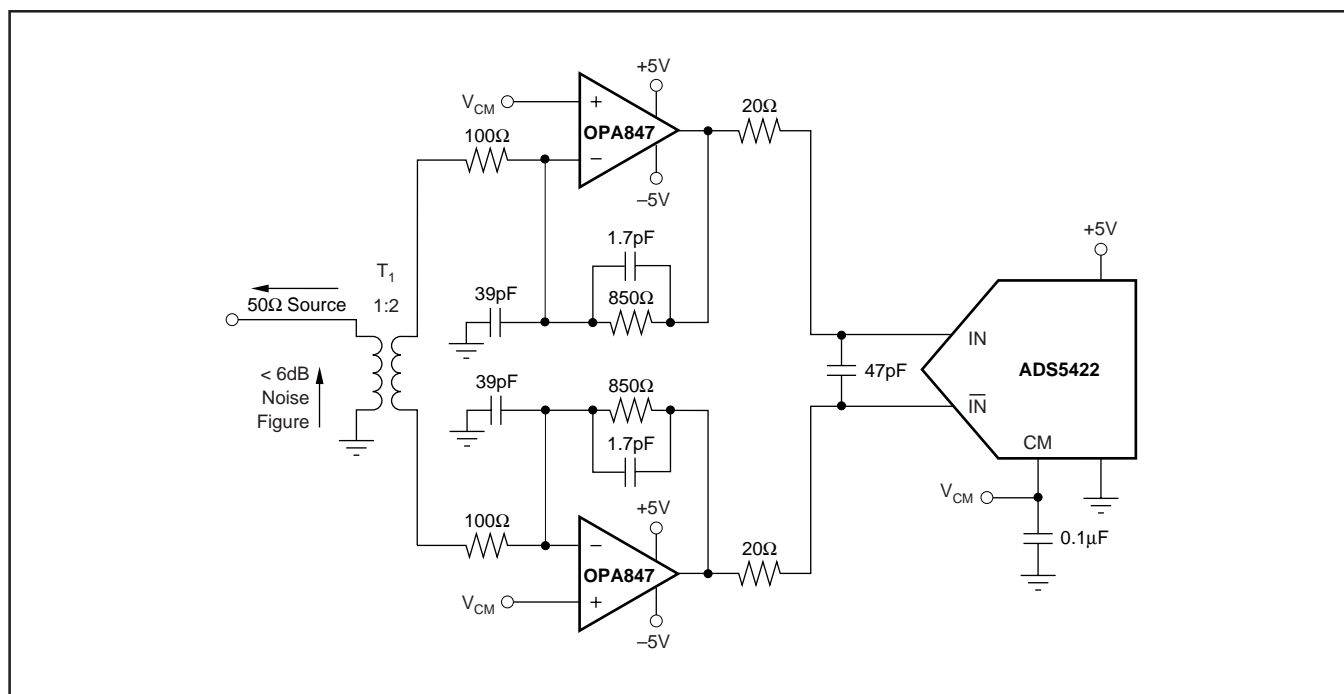 +5V
V_CM
+
OPA847
20Ω
100Ω
−
–5V
+5V
1.7pF
T₁
1:2
850Ω
39pF
50Ω Source
IN
47pF
ADS5422
< 6dB
Noise
Figure
39pF
850Ω
I̅N̅
1.7pF
CM
V_CM
+5V
100Ω
−
20Ω
0.1µF
OPA847
V_CM
+
–5V